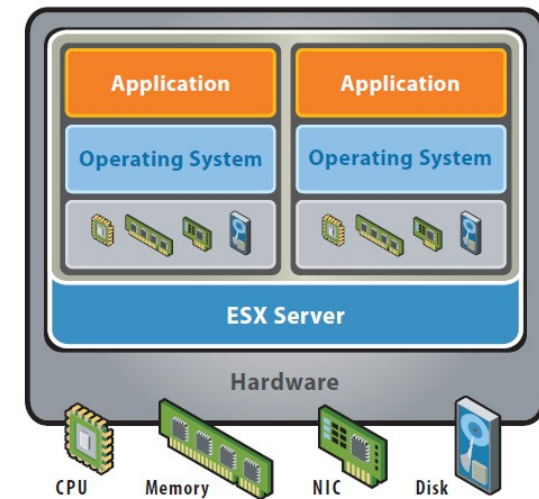 Application Application
Operating System Operating System
ESX Server
Hardware
CPU Memory NIC Disk